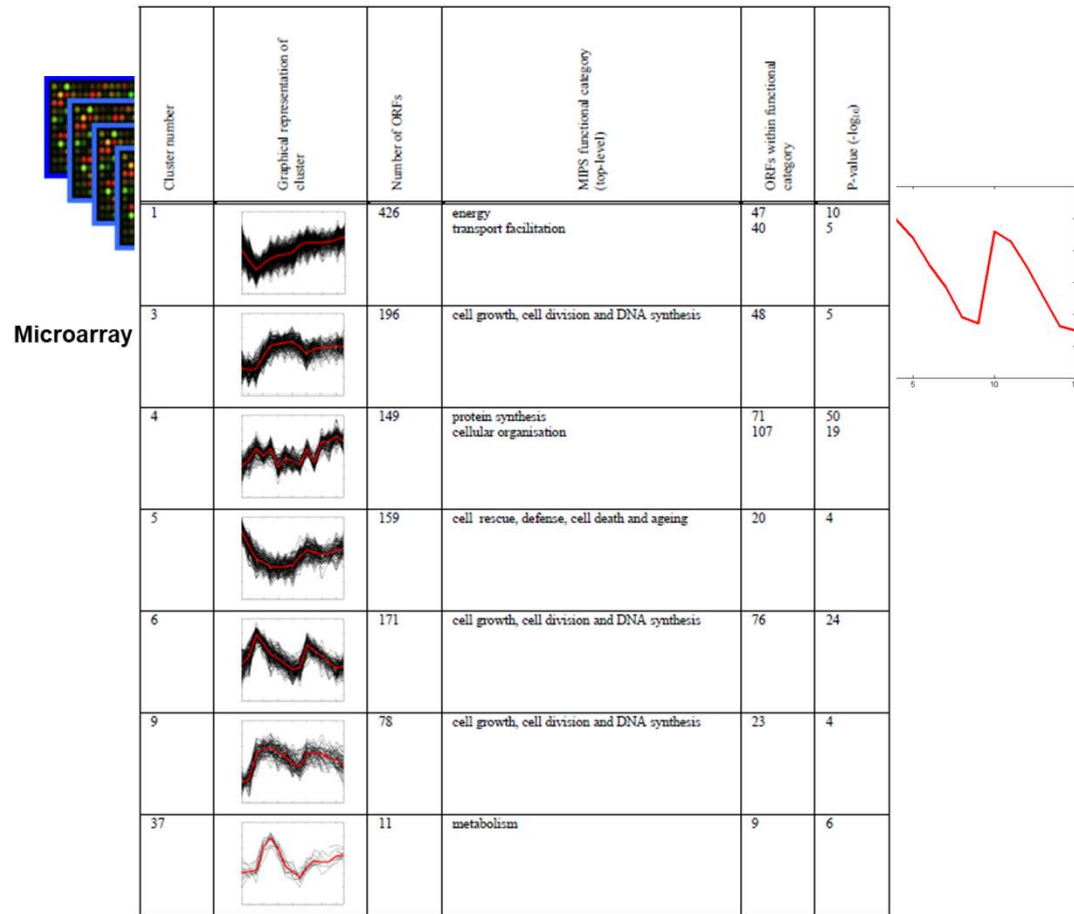 Microarray
Cluster number
Graphical representation of
cluster
Number of ORFs
MIPS functional category
(top-level)
ORFs within functional
category
P-value (-log₁₀)
1 426 energy 47 10
transport facilitation 40 5
3 196 cell growth, cell division and DNA synthesis 48 5
4 149 protein synthesis 71 50
cellular organisation 107 19
5 159 cell rescue, defense, cell death and ageing 20 4
6 171 cell growth, cell division and DNA synthesis 76 24
9 78 cell growth, cell division and DNA synthesis 23 4
37 11 metabolism 9 6
5 10